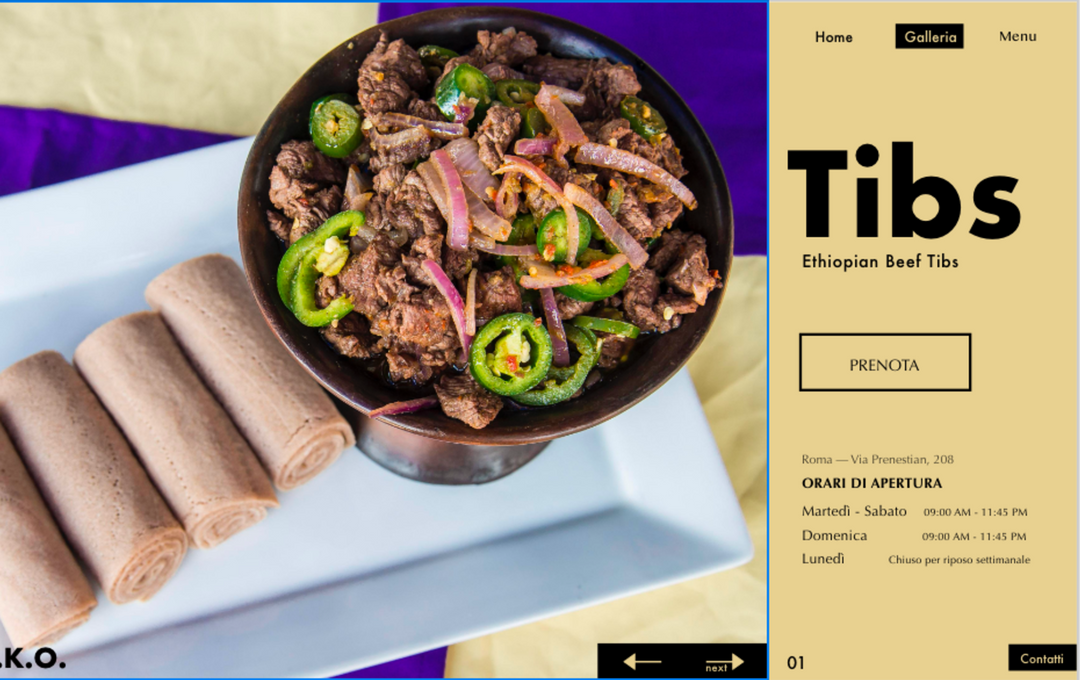 Home Galleria Menu
Tibs
Ethiopian Beef Tibs
PRENOTA
Roma — Via Prenestian, 208
ORARI DI APERTURA
Martedì - Sabato 09:00 AM - 11:45 PM
Domenica 09:00 AM - 11:45 PM
Lunedì Chiuso per riposo settimanale
.K.O.
next
01
Contatti